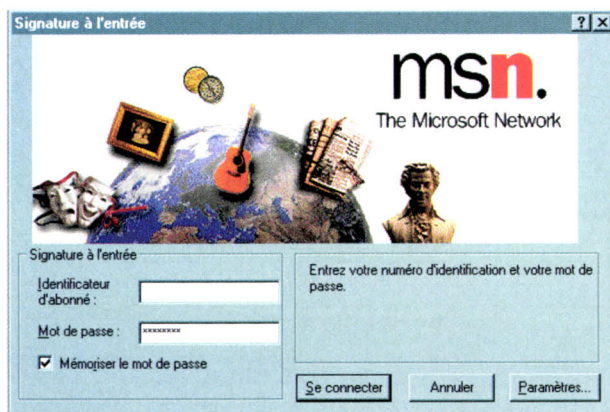 Signature à l'entrée
msn.
The Microsoft Network
Signature à l'entrée
Identificateur
d'abonné :
Mot de passe : xxxxxxxx
Mémoriser le mot de passe
Entrez votre numéro d'identification et votre mot de
passe.
Se connecter Annuler Paramètres...